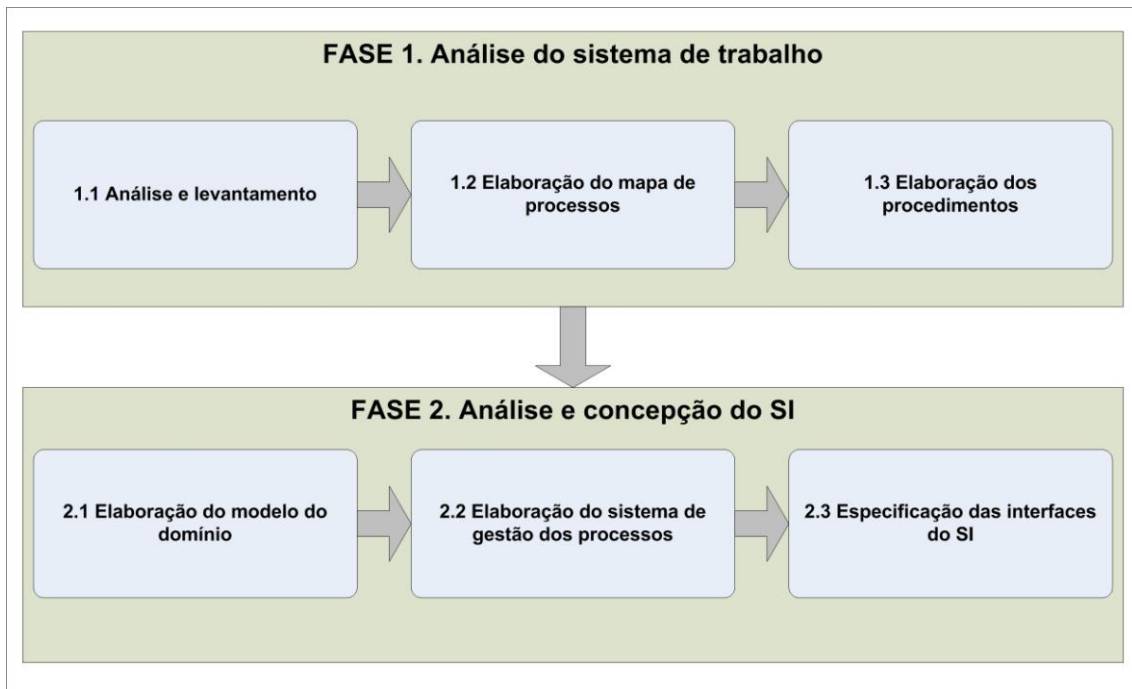 FASE 1. Análise do sistema de trabalho
1.1 Análise e levantamento
1.2 Elaboração do mapa de
processos
1.3 Elaboração dos
procedimentos
FASE 2. Análise e concepção do SI
2.1 Elaboração do modelo do
domínio
2.2 Elaboração do sistema de
gestão dos processos
2.3 Especificação das interfaces
do SI